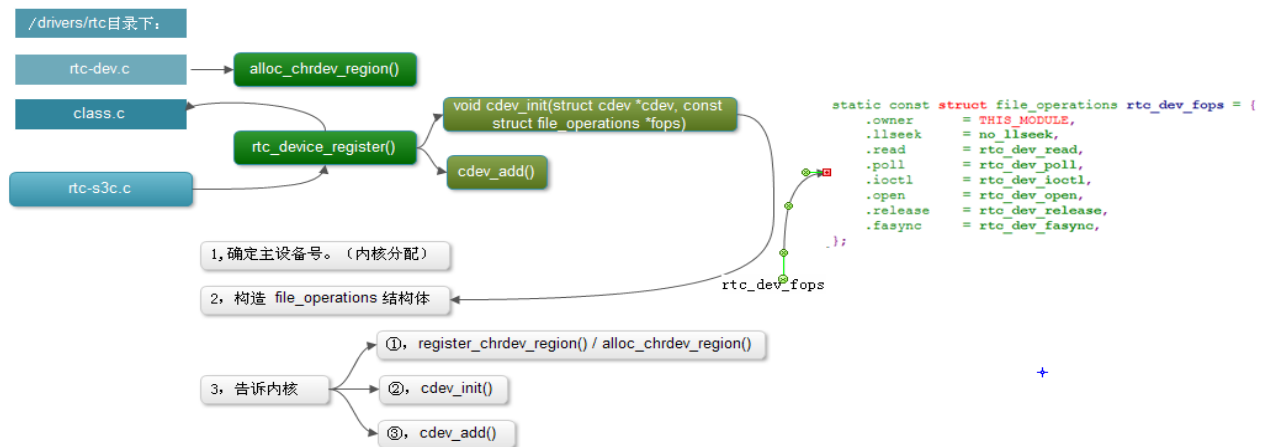 /drivers/rtc目录下：
rtc-dev.c
alloc_chrdev_region()
class.c
void cdev_init(struct cdev *cdev, const
struct file_operations *fops)
rtc_device_register()
cdev_add()
rtc-s3c.c
static const struct file_operations rtc_dev_fops = {
.owner = THIS_MODULE,
.llseek = no_llseek,
.read = rtc_dev_read,
.poll = rtc_dev_poll,
.ioctl = rtc_dev_ioctl,
.open = rtc_dev_open,
.release = rtc_dev_release,
.fasync = rtc_dev_fasync,
};
rtc_dev_fops
1,确定主设备号。（内核分配）
2，构造 file_operations 结构体
3，告诉内核
①，register_chrdev_region() / alloc_chrdev_region()
②，cdev_init()
③，cdev_add()